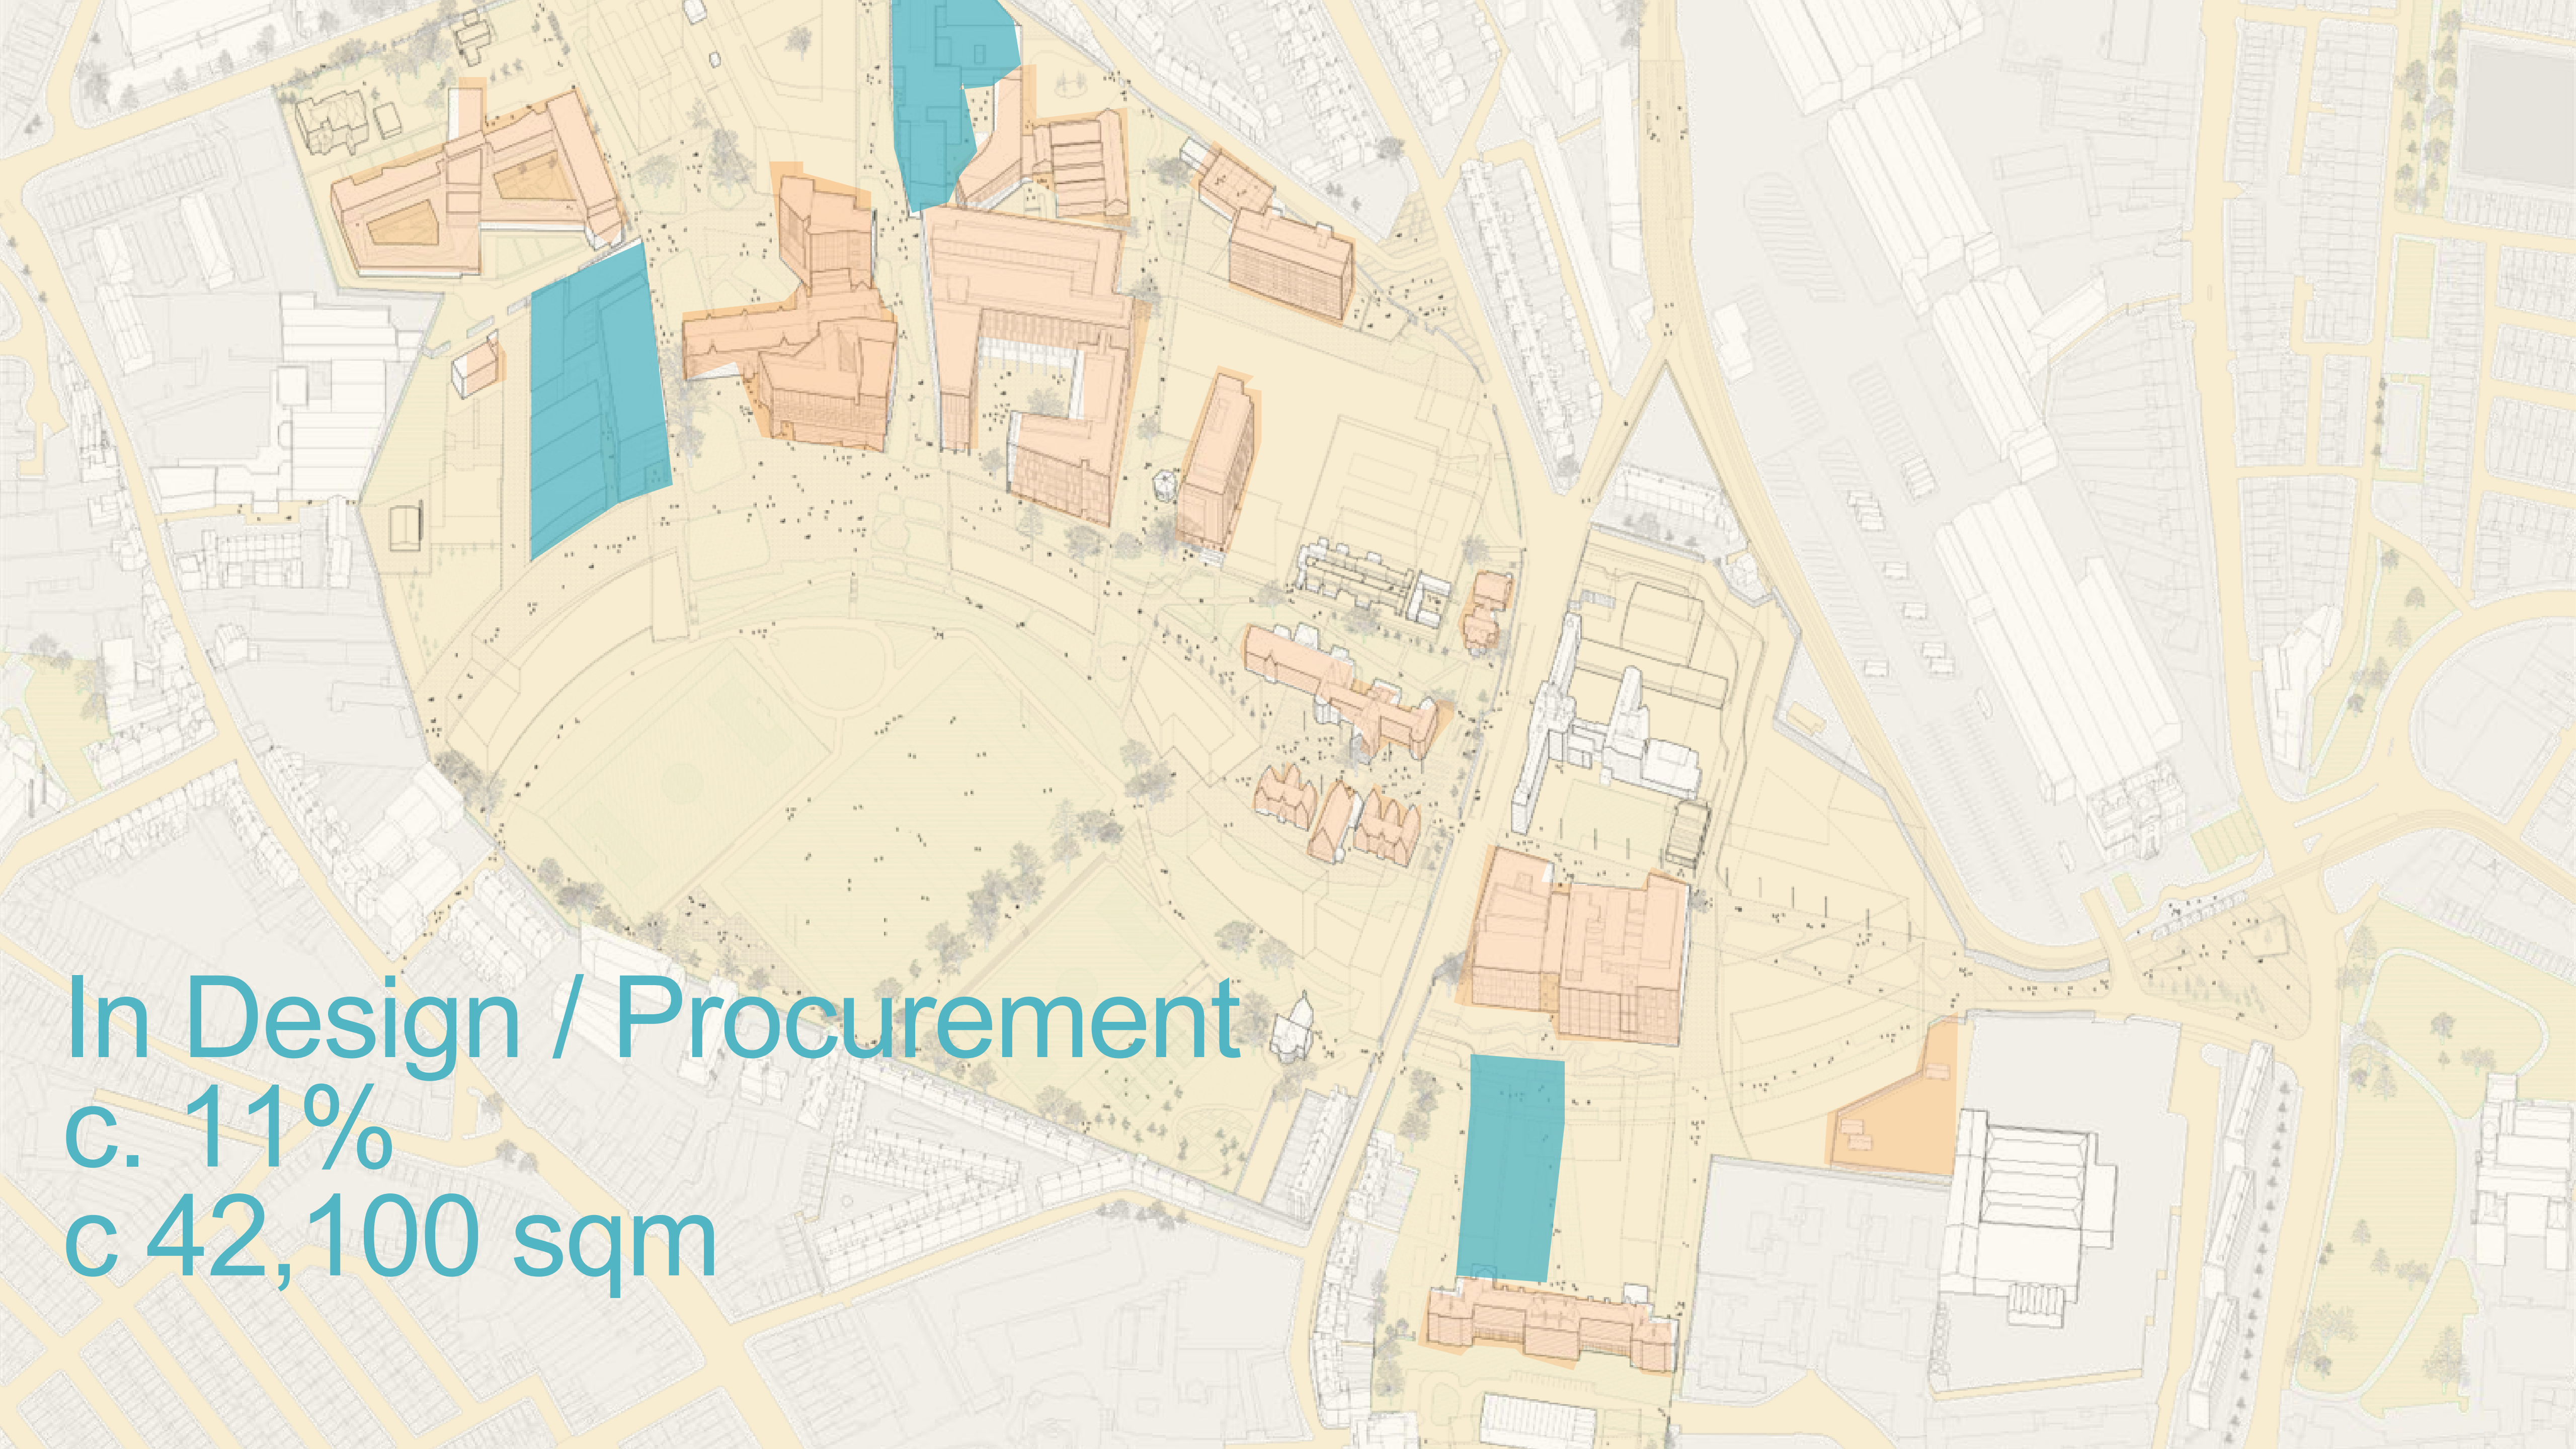 In Design / Procurement
c. 11%
c 42,100 sqm